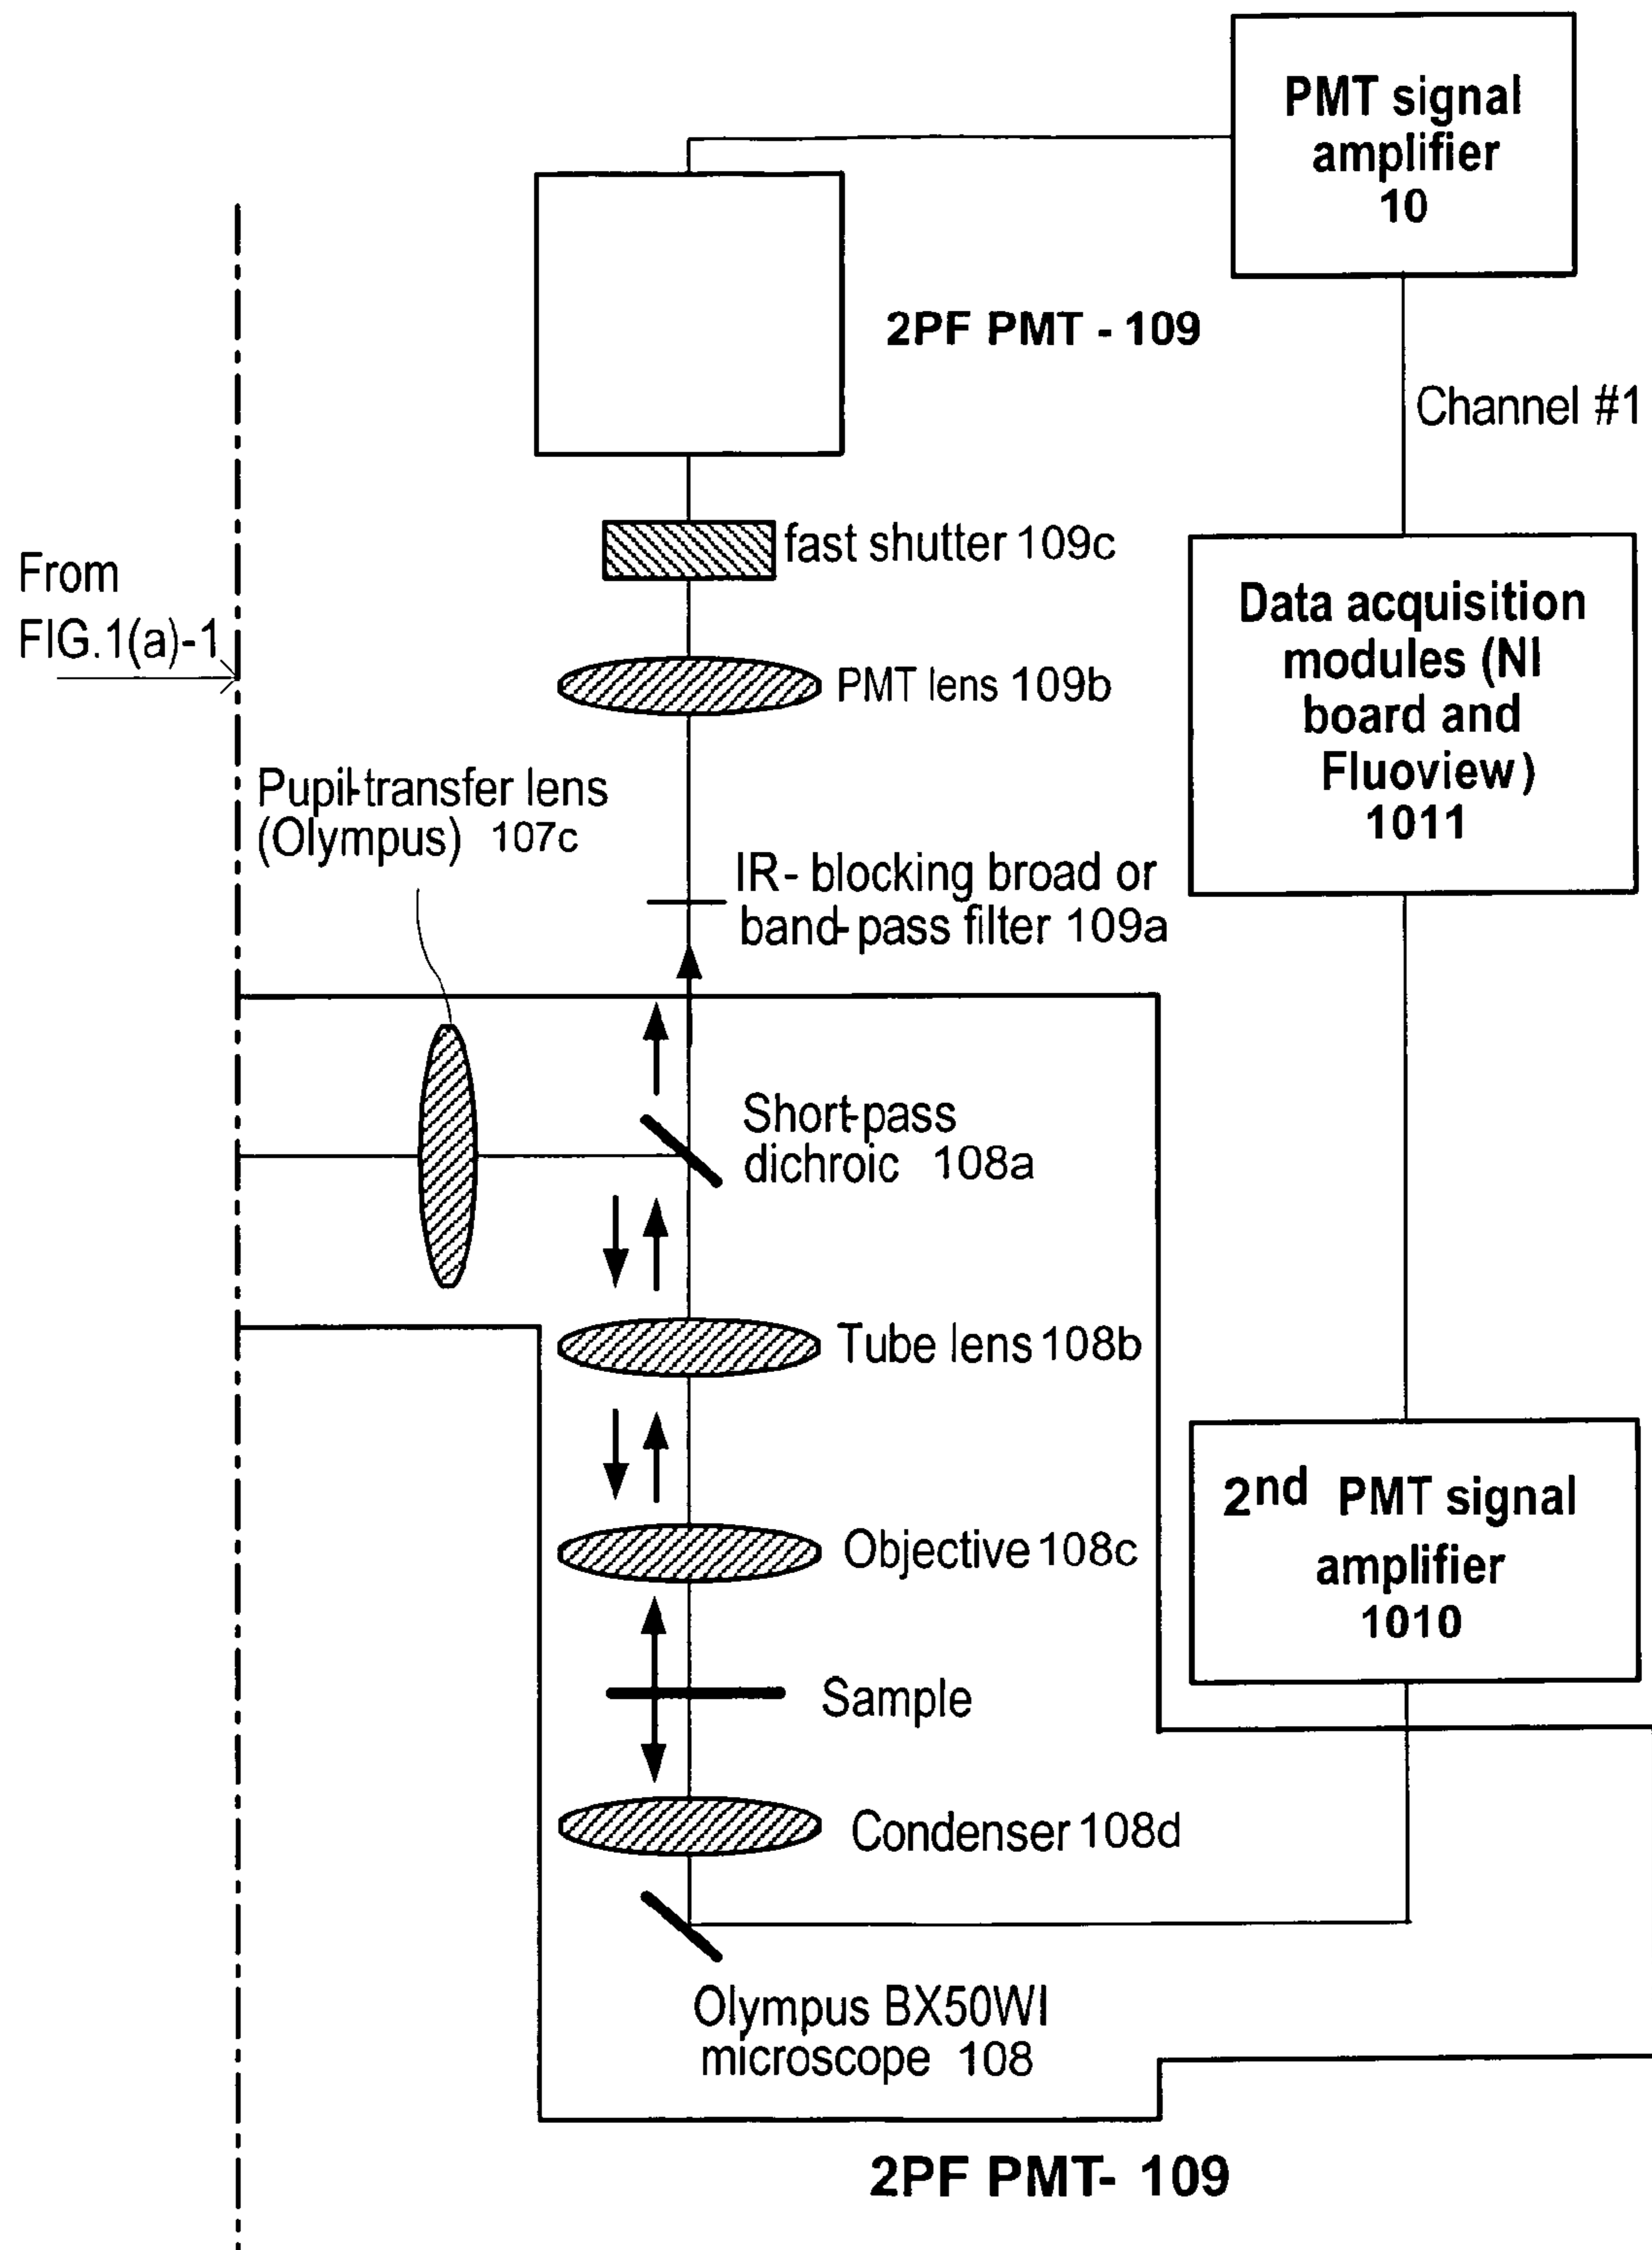 PMT signal
amplifier
10
2PF PMT - 109
Channel #1
fast shutter 109c
From
FIG.1(a)-1
Data acquisition
modules (NI
board and
Fluoview)
1011
PMT lens 109b
Pupil-transfer lens
(Olympus) 107c
IR- blocking broad or
band-pass filter 109a
Short-pass
dichroic 108a
Tube lens 108b
2nd PMT signal
amplifier
1010
Objective 108c
Sample
Condenser 108d
Olympus BX50WI
microscope 108
2PF PMT- 109